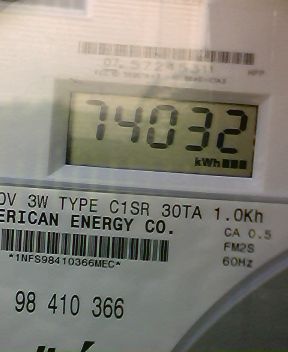 74032
kWh
0V 3W TYPE C1SR 30TA 1.0Kh
ERICAN ENERGY CO.
CA 0.5
FM2S
*1NFS98410366MEC*
60Hz
98 410 366